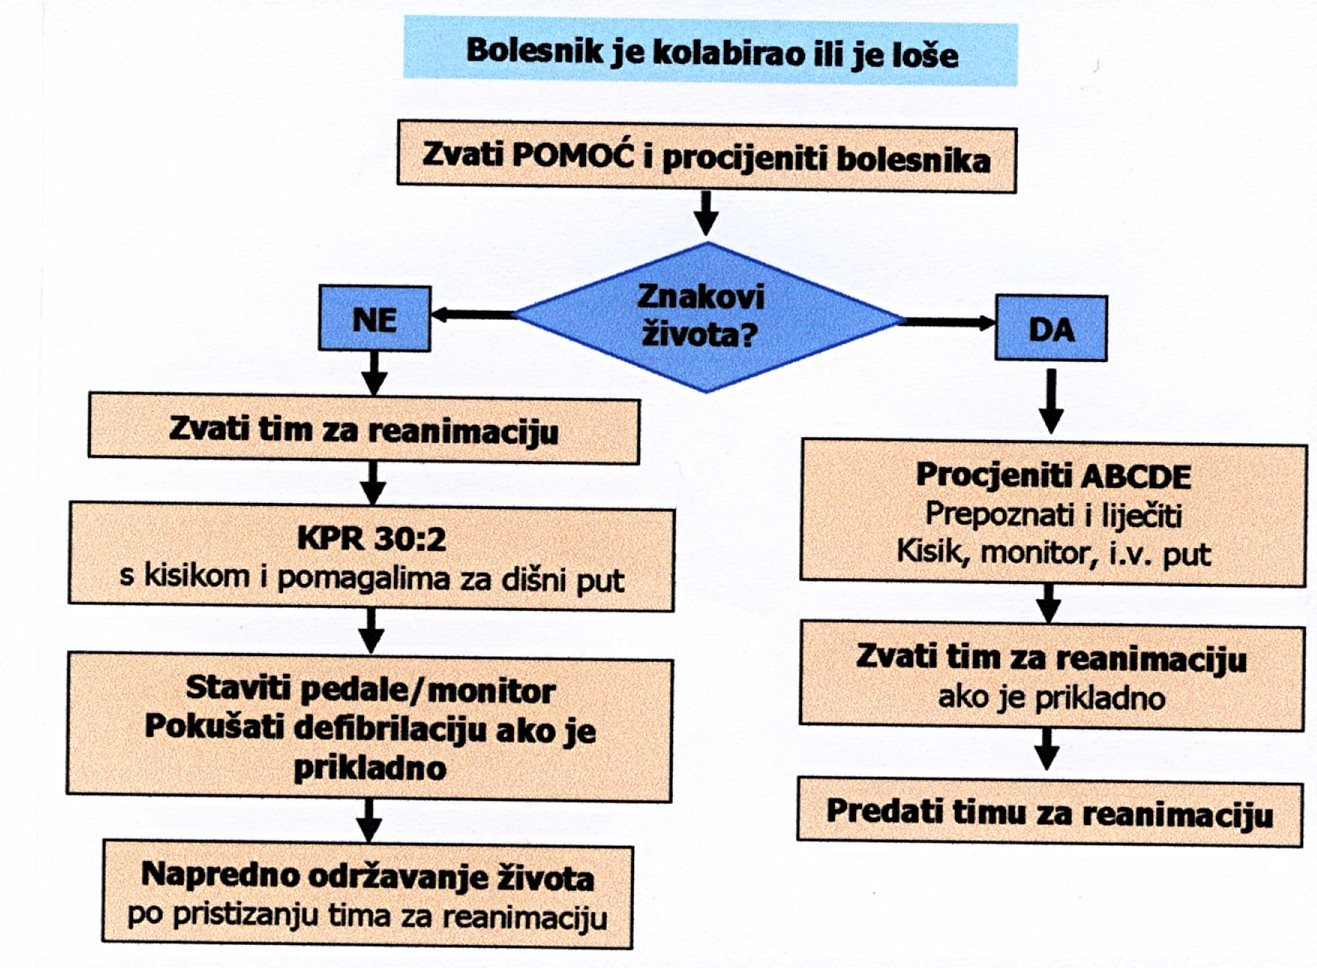 Bolesnik je kolabirao ili je loše
Zvati POMOĆ i procijeniti bolesnika
Znakovi
života?
NE
DA
Zvati tim za reanimaciju
KPR 30:2
s kisikom i pomagalima za dišni put
Staviti pedale/monitor
Pokušati defibrilaciju ako je
prikladno
Napredno održavanje života
po pristizanju tima za reanimaciju
Procjeniti ABCDE
Prepoznati i liječiti
Kisik, monitor, i.v. put
Zvati tim za reanimaciju
ako je prikladno
Predati timu za reanimaciju